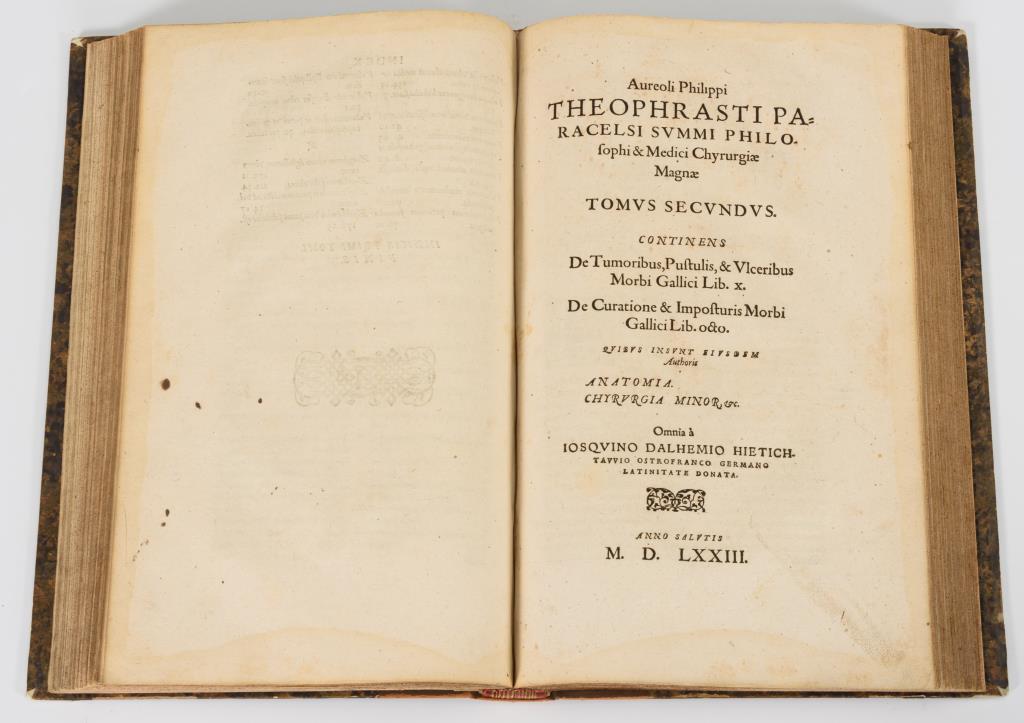 Aureoli Philippi
THEOPHRASTI PA=
RACELSI SVMMI PHILO-
ſophi & Medici Chyrurgiæ
Magnæ
TOMVS SECVNDVS.
CONTINENS
De Tumoribus, Puſtulis, & Vlceribus
Morbi Gallici Lib. x.
De Curatione & Impoſturis Morbi
Gallici Lib. octo.
QVIBVS INSVNT EIVSDEM
Authoris
ANATOMIA.
CHYRVRGIA MINOR, &c.
Omnia à
IOSQVINO DALHEMIO HIETICH-
TAVVIO OSTROFRANCO GERMANO
LATINITATE DONATA.
ANNO SALVTIS
M. D. LXXIII.